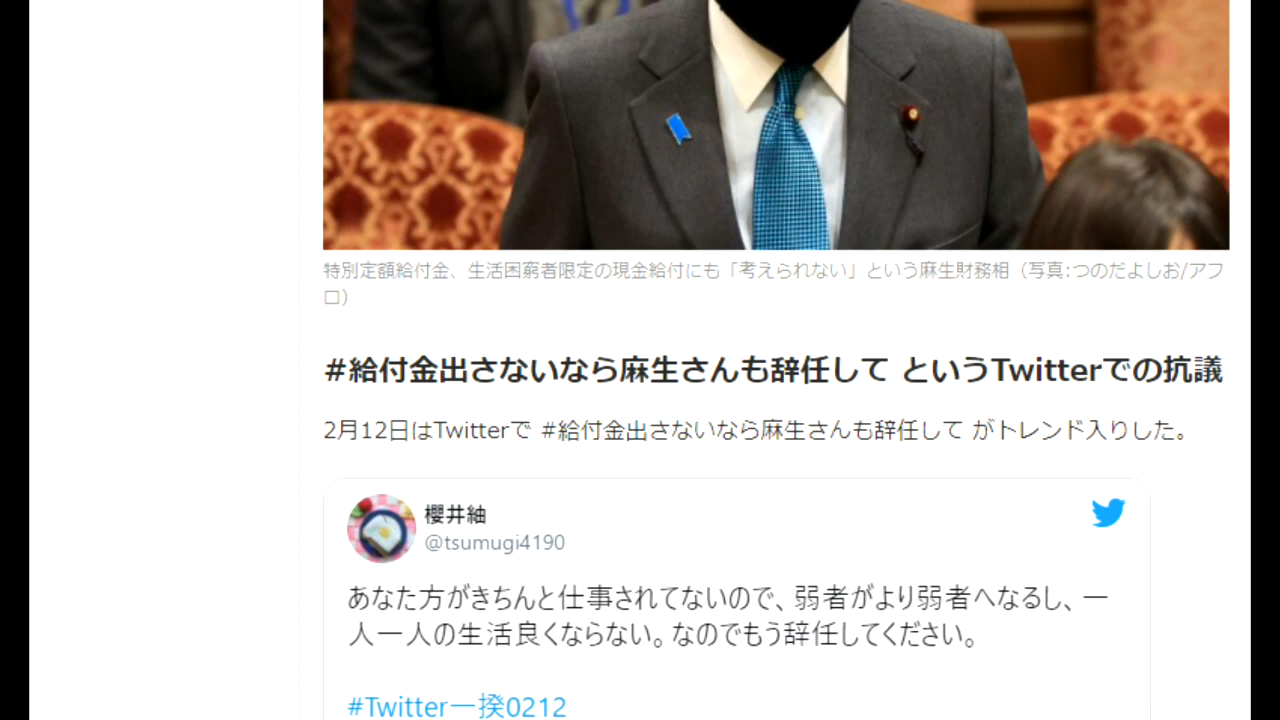 特別定額給付金、生活困窮者限定の現金給付にも「考えられない」という麻生財務相（写真:つのだよしお/アフ
ロ）
#給付金出さないなら麻生さんも辞任して というTwitterでの抗議
2月12日はTwitterで #給付金出さないなら麻生さんも辞任して がトレンド入りした。
櫻井紬
@tsumugi4190
あなた方がきちんと仕事されてないので、弱者がより弱者へなるし、一
人一人の生活良くならない。なのでもう辞任してください。
#Twitter一揆0212